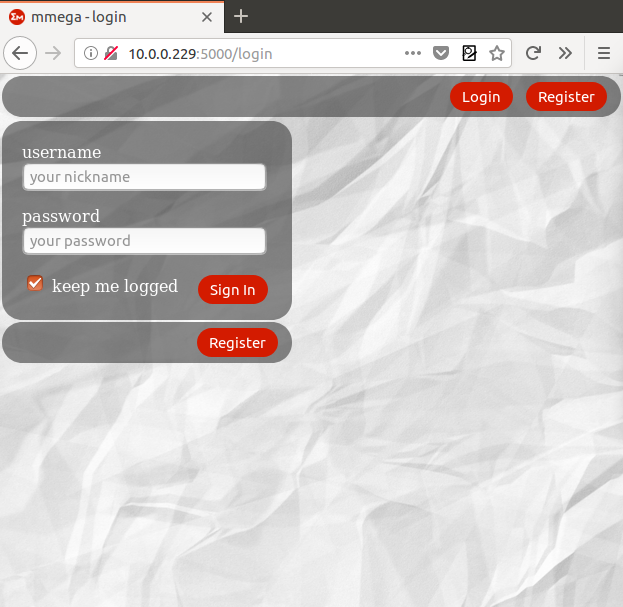 mmega - login
10.0.0.229:5000/login
Login Register
username
your nickname
password
your password
keep me logged Sign In
Register